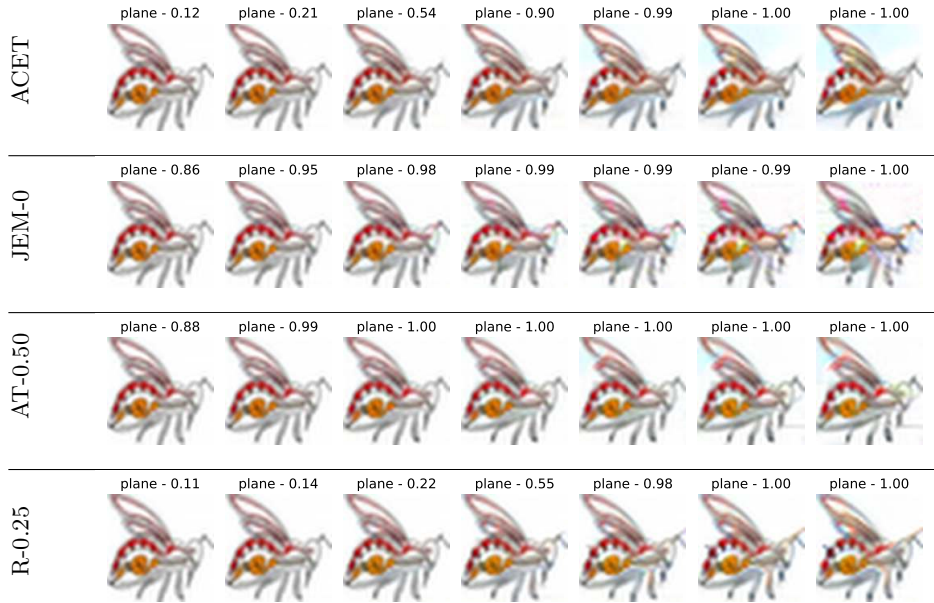 plane - 0.12 plane - 0.21 plane - 0.54 plane - 0.90 plane - 0.99 plane - 1.00 plane - 1.00
ACET
plane - 0.86 plane - 0.95 plane - 0.98 plane - 0.99 plane - 0.99 plane - 0.99 plane - 1.00
JEM-0
plane - 0.88 plane - 0.99 plane - 1.00 plane - 1.00 plane - 1.00 plane - 1.00 plane - 1.00
AT-0.50
plane - 0.11 plane - 0.14 plane - 0.22 plane - 0.55 plane - 0.98 plane - 1.00 plane - 1.00
R-0.25